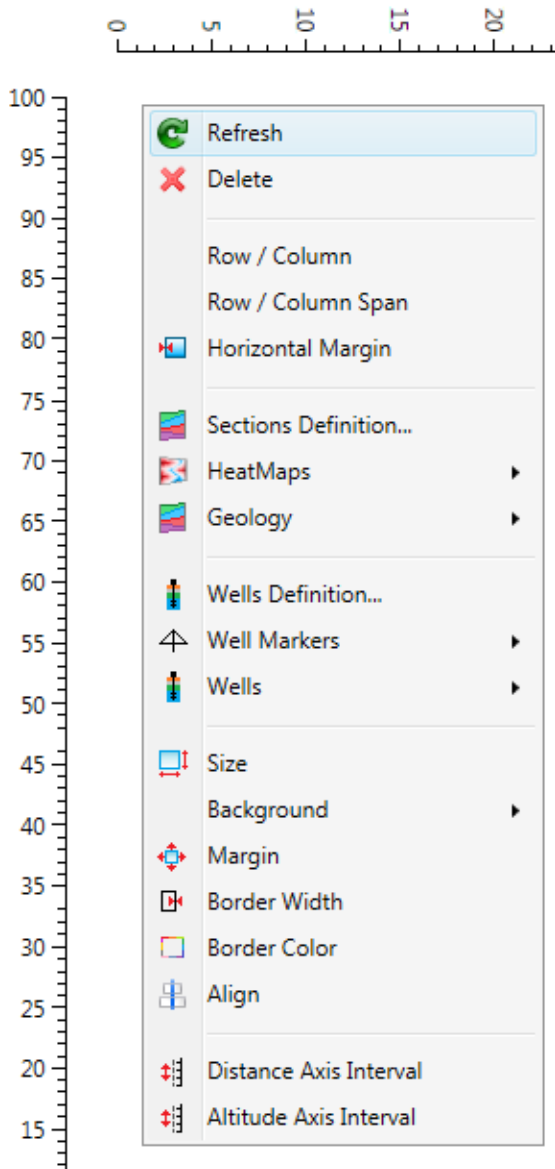 0 5 10 15 20
100
Refresh
95
Delete
90
Row / Column
85
Row / Column Span
80
Horizontal Margin
75
Sections Definition...
70
HeatMaps
65
Geology
60
Wells Definition...
55
Well Markers
50
Wells
45
Size
Background
40
Margin
35
Border Width
30
Border Color
25
Align
20
Distance Axis Interval
15
Altitude Axis Interval